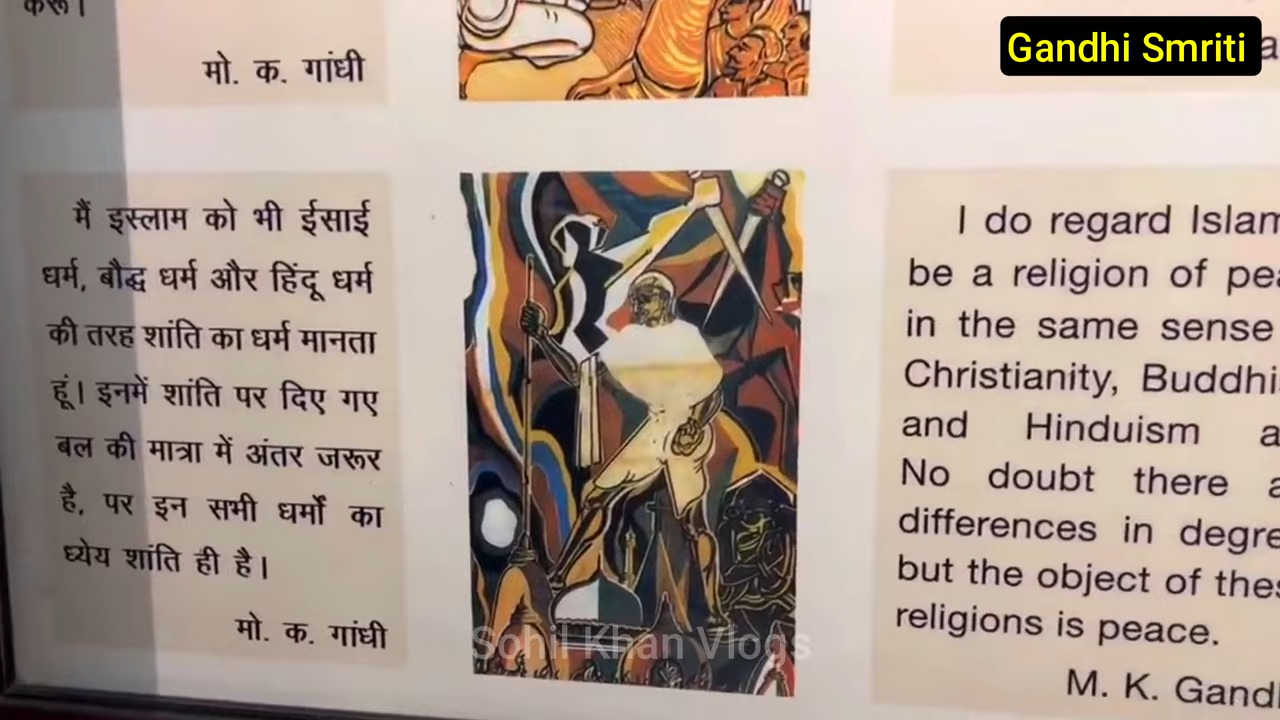 मो. क. गांधी
Gandhi Smriti
मैं इस्लाम को भी ईसाई
धर्म, बौद्ध धर्म और हिंदू धर्म
की तरह शांति का धर्म मानता
हूं। इनमें शांति पर दिए गए
बल की मात्रा में अंतर जरूर
है, पर इन सभी धर्मों का
ध्येय शांति ही है।
मो. क. गांधी
I do regard Islam
be a religion of
in the same sense
Christianity,
and Hinduism
No doubt there
differences in
but the object of
religions is peace.
M. K.
Sohil Khan Vlogs